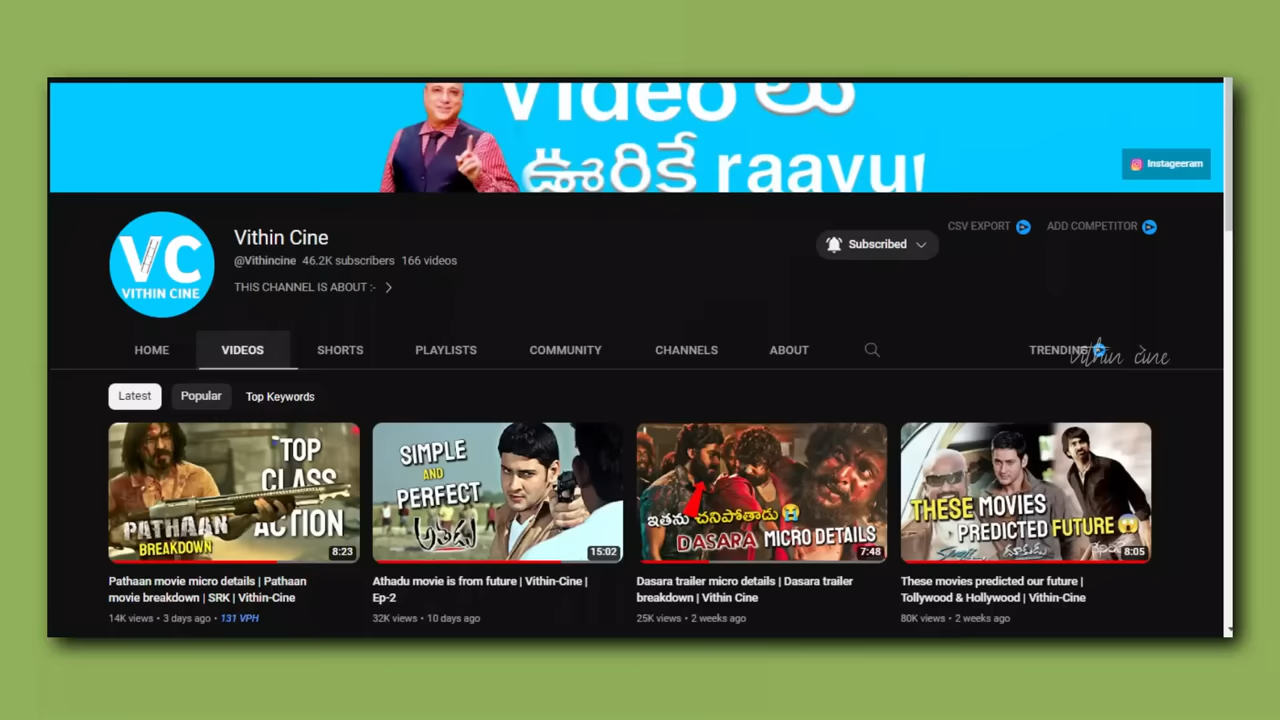 Video లు
ఊరికే raavu!
Instageeram
VC
VITHIN CINE
Vithin Cine
@Vithincine 46.2K subscribers 166 videos
THIS CHANNEL IS ABOUT :-
Subscribed
CSV EXPORT
ADD COMPETITOR
HOME
VIDEOS
SHORTS
PLAYLISTS
COMMUNITY
CHANNELS
ABOUT
TRENDING
vithin cine
Latest
Popular
Top Keywords
TOP
CLASS
ACTION
PATHAAN
BREAKDOWN
8:23
SIMPLE
AND
PERFECT
అతడు
15:02
ఇతను చనిపోతాడు 😭
DASARA MICRO DETAILS
7:48
THESE MOVIES
PREDICTED FUTURE 😱
దూకుడు
8:05
Pathaan movie micro details | Pathaan
movie breakdown | SRK | Vithin-Cine
14K views • 3 days ago • 131 VPH
Athadu movie is from future | Vithin-Cine |
Ep-2
32K views • 10 days ago
Dasara trailer micro details | Dasara trailer
breakdown | Vithin Cine
25K views • 2 weeks ago
These movies predicted our future |
Tollywood & Hollywood | Vithin-Cine
80K views • 2 weeks ago